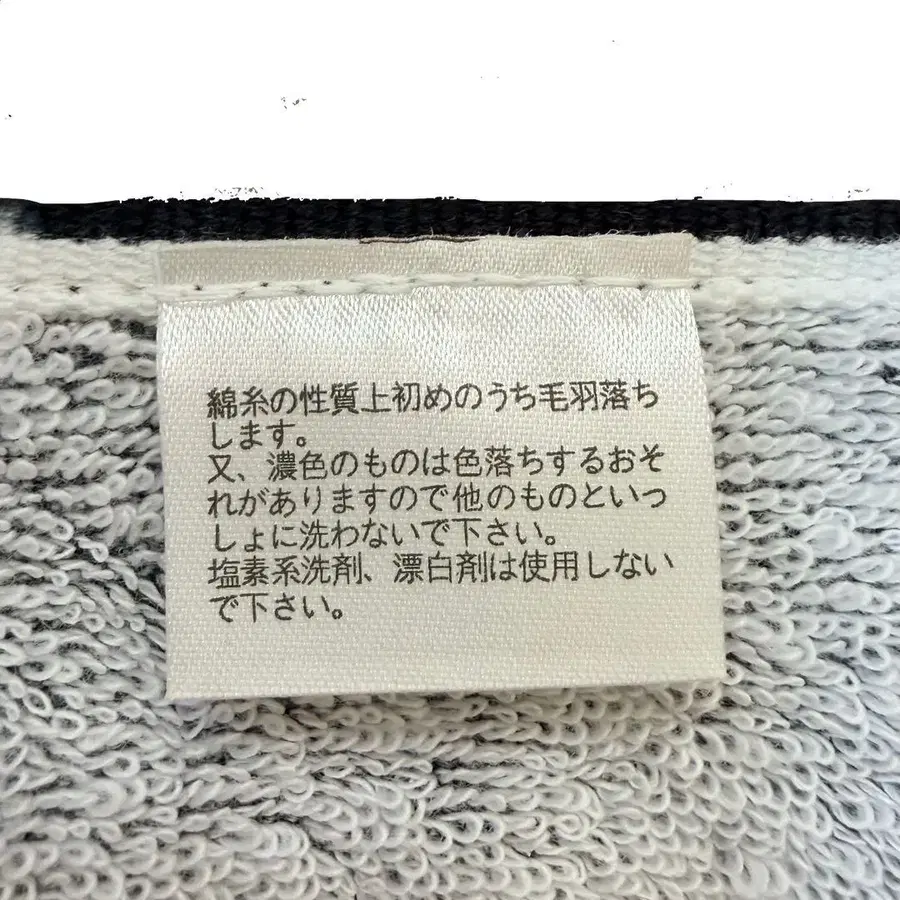 綿糸の性質上初めのうち毛羽落ち
します。
又、濃色のものは色落ちするおそ
れがありますので他のものといっ
しょに洗わないで下さい。
塩素系洗剤、漂白剤は使用しない
で下さい。